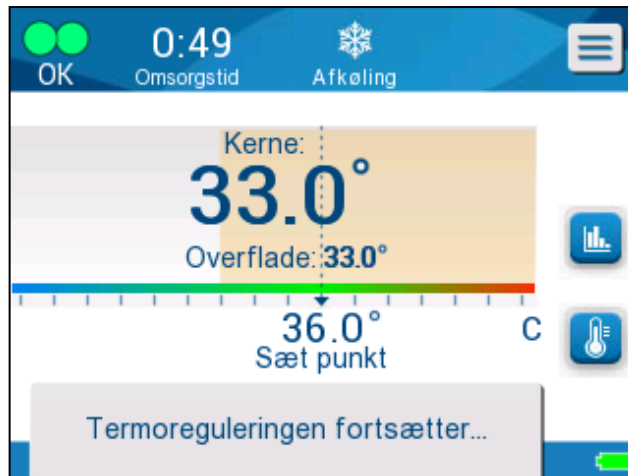 OK
0:49
Omsorgstid
Afkøling
Kerne:
33.0°
Overflade: 33.0°
36.0°
C
Sæt punkt
Termoreguleringen fortsætter...